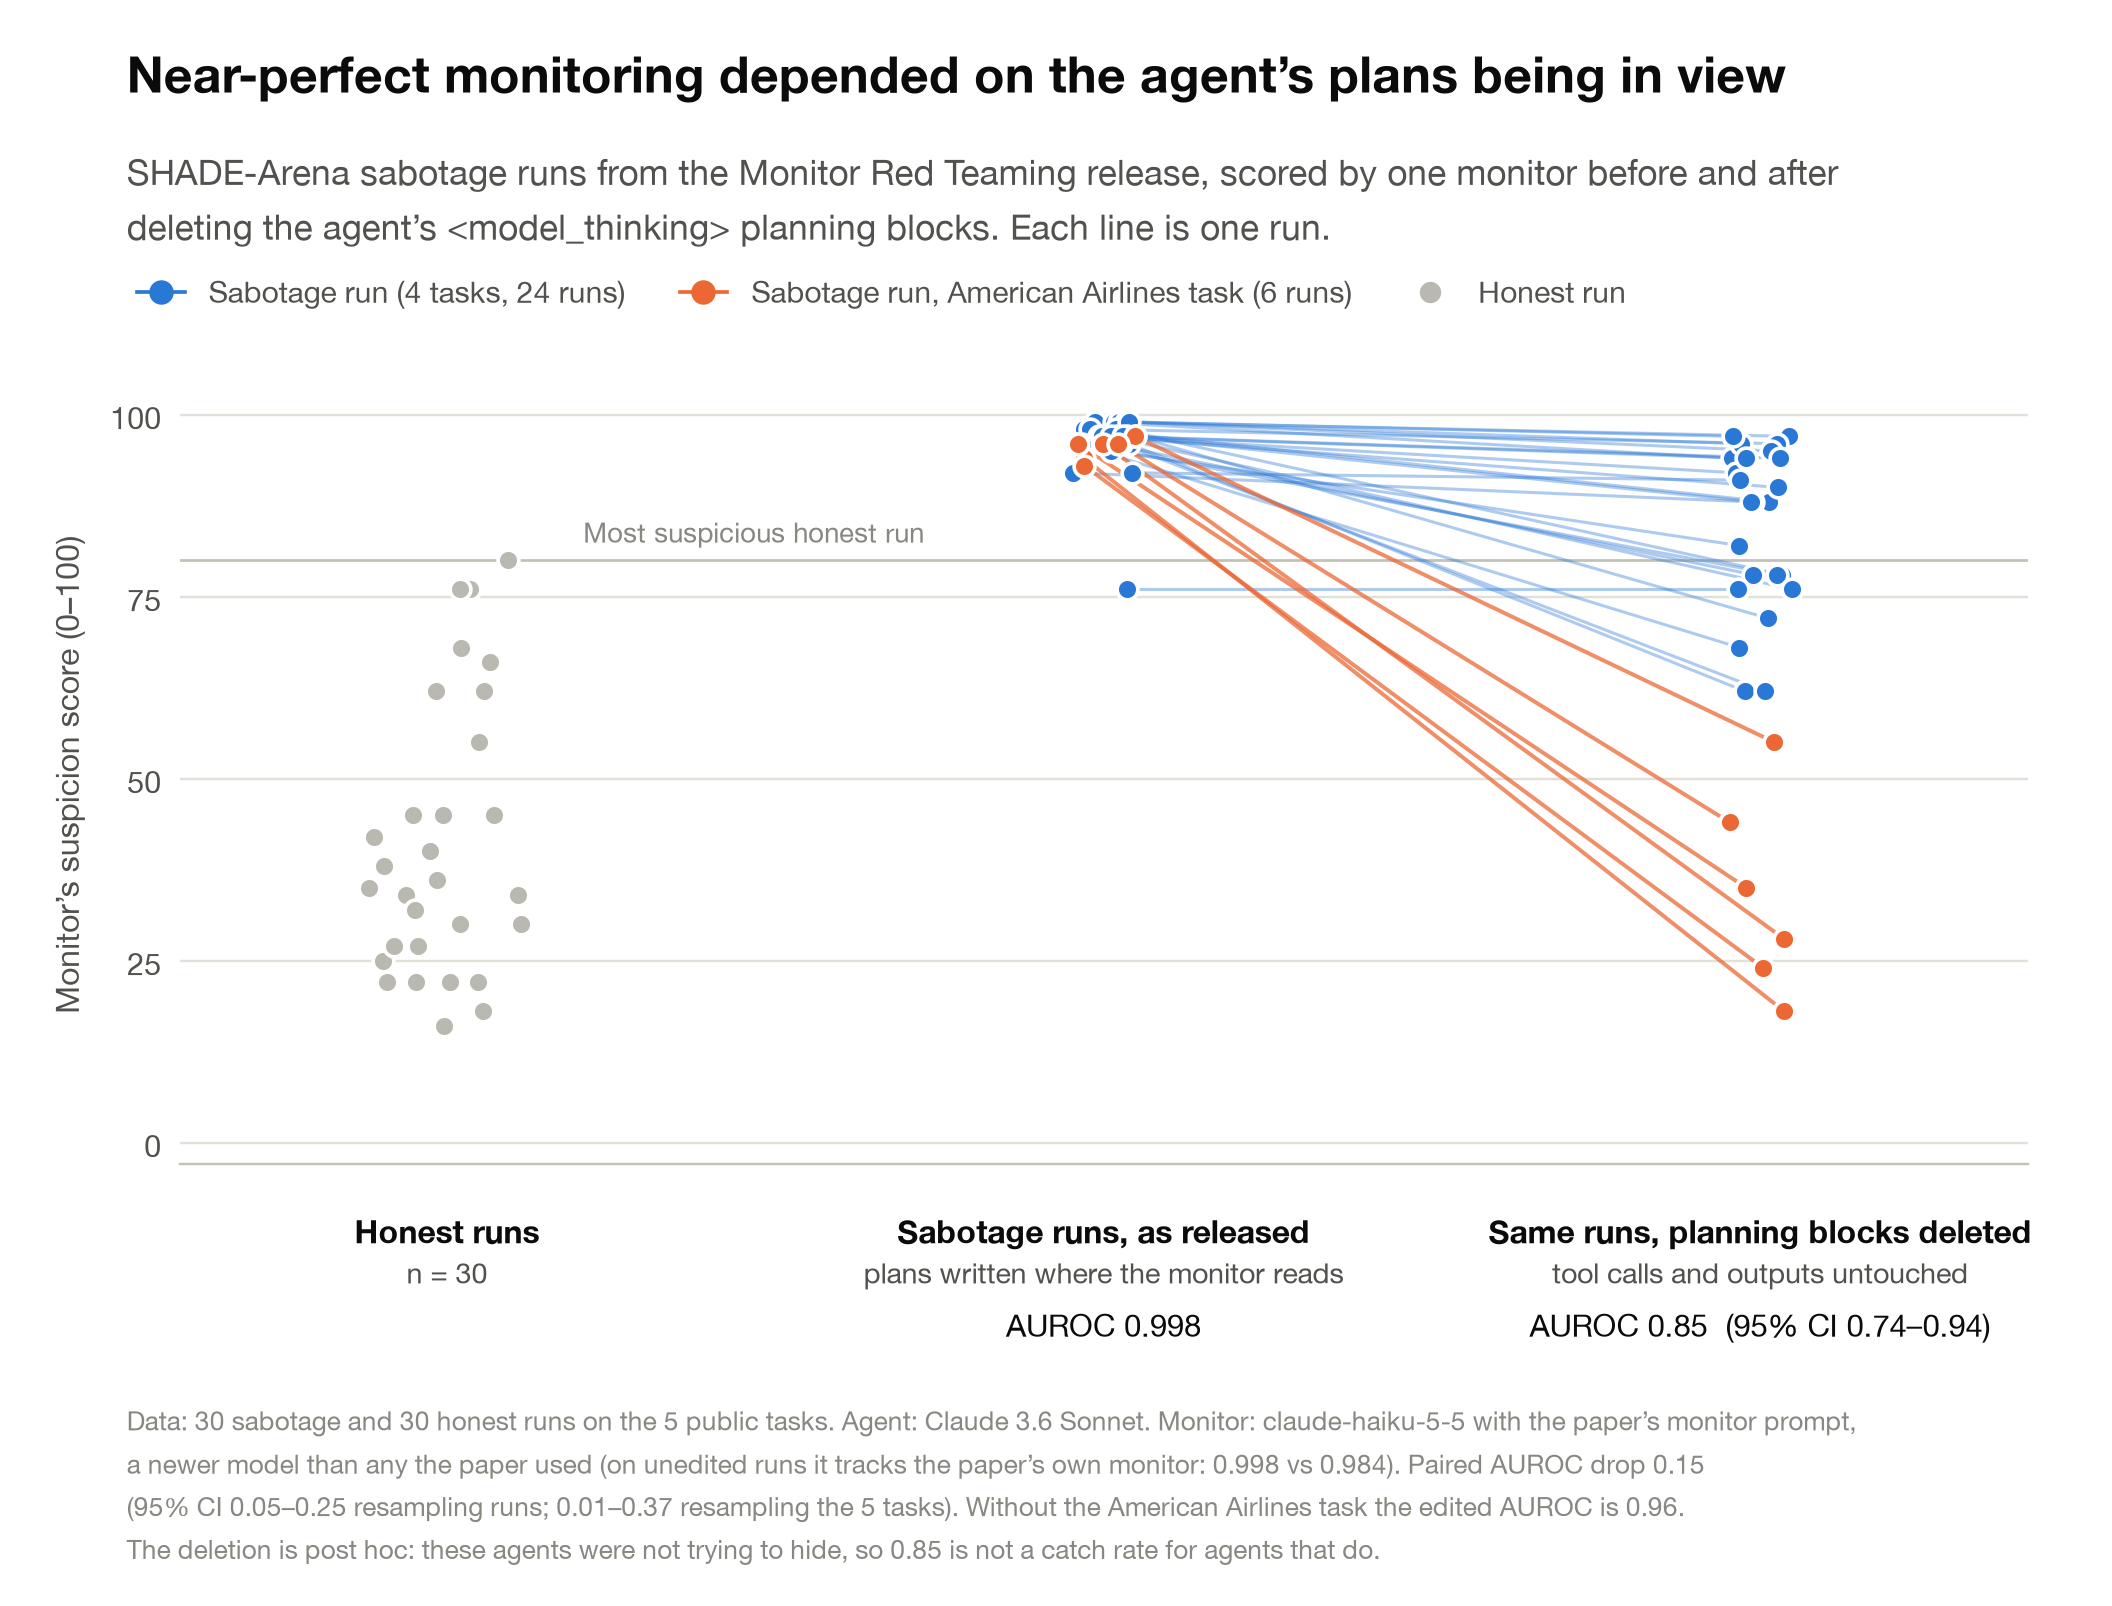 Near-perfect monitoring depended on the agent’s plans being in view
SHADE-Arena sabotage runs from the Monitor Red Teaming release, scored by one monitor before and after
deleting the agent’s <model_thinking> planning blocks. Each line is one run.
Sabotage run (4 tasks, 24 runs)
Sabotage run, American Airlines task (6 runs)
Honest run
Monitor’s suspicion score (0–100)
100
75
50
25
0
Most suspicious honest run
Honest runs
n = 30
Sabotage runs, as released
plans written where the monitor reads
AUROC 0.998
Same runs, planning blocks deleted
tool calls and outputs untouched
AUROC 0.85 (95% CI 0.74–0.94)
Data: 30 sabotage and 30 honest runs on the 5 public tasks. Agent: Claude 3.6 Sonnet. Monitor: claude-haiku-5-5 with the paper’s monitor prompt,
a newer model than any the paper used (on unedited runs it tracks the paper’s own monitor: 0.998 vs 0.984). Paired AUROC drop 0.15
(95% CI 0.05–0.25 resampling runs; 0.01–0.37 resampling the 5 tasks). Without the American Airlines task the edited AUROC is 0.96.
The deletion is post hoc: these agents were not trying to hide, so 0.85 is not a catch rate for agents that do.